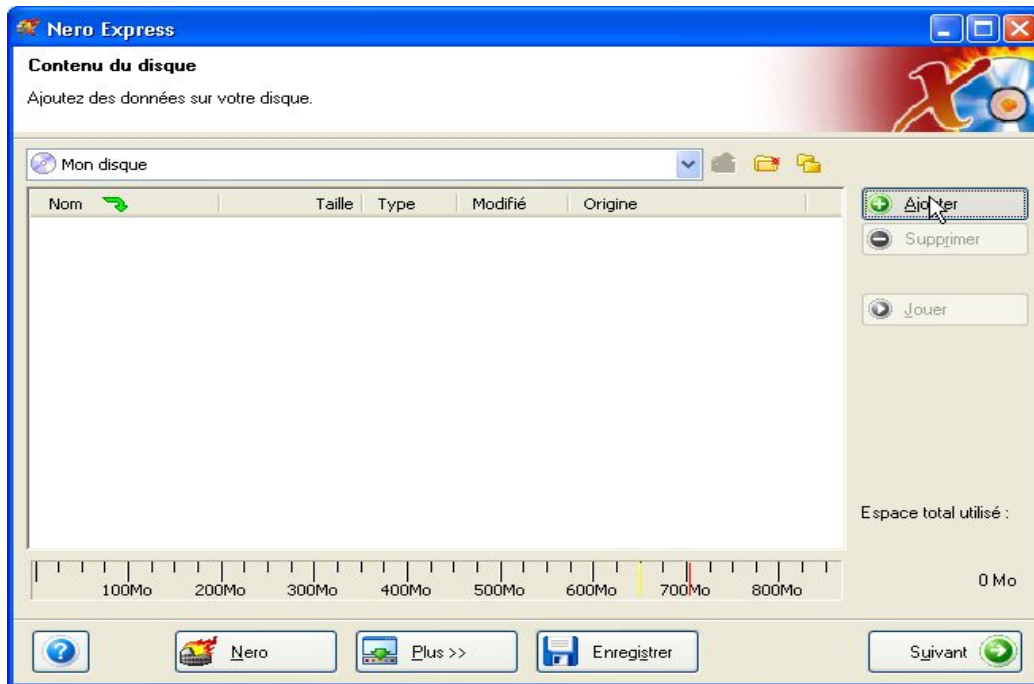 Nero Express
Contenu du disque
Ajoutez des données sur votre disque.
Mon disque
Nom Taille Type Modifié Origine
Ajouter
Supprimer
Jouer
Espace total utilisé :
0 Mo
100Mo 200Mo 300Mo 400Mo 500Mo 600Mo 700Mo 800Mo
Nero Plus >> Enregistrer Suivant